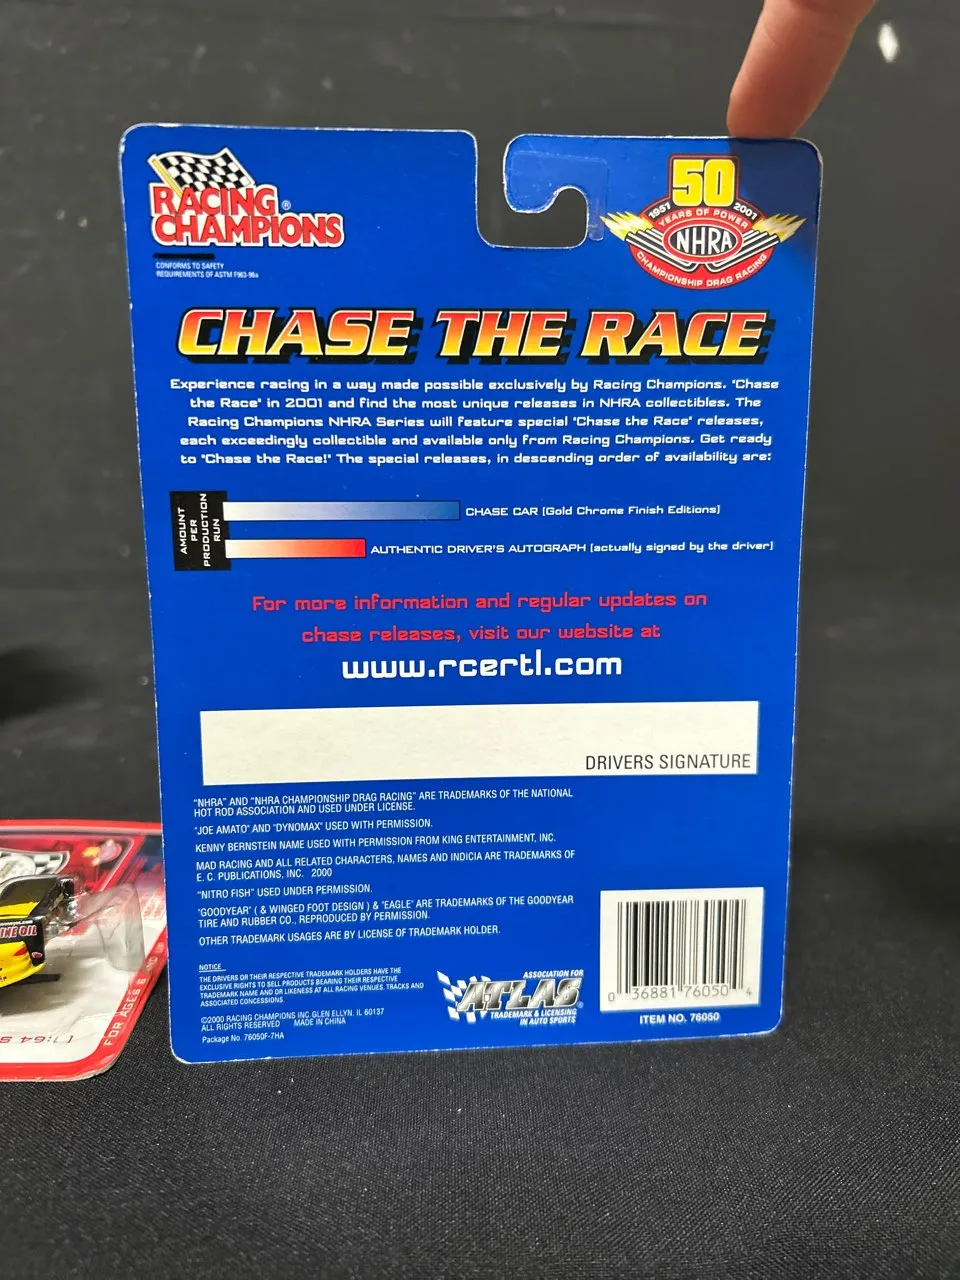 RACING ®
CHAMPIONS
CONFORMS TO SAFETY
REQUIREMENTS OF ASTM F963-96a
50
1951 2001
YEARS OF POWER
NHRA
CHAMPIONSHIP DRAG RACING
CHASE THE RACE
Experience racing in a way made possible exclusively by Racing Champions. "Chase
the Race" in 2001 and find the most unique releases in NHRA collectibles. The
Racing Champions NHRA Series will feature special "Chase the Race" releases,
each exceedingly collectible and available only from Racing Champions. Get ready
to "Chase the Race!" The special releases, in descending order of availability are:
AMOUNT
PER
PRODUCTION
RUN
CHASE CAR (Gold Chrome Finish Editions)
AUTHENTIC DRIVER'S AUTOGRAPH (actually signed by the driver)
For more information and regular updates on
chase releases, visit our website at
www.rcertl.com
DRIVERS SIGNATURE
"NHRA" AND "NHRA CHAMPIONSHIP DRAG RACING" ARE TRADEMARKS OF THE NATIONAL
HOT ROD ASSOCIATION AND USED UNDER LICENSE.
"JOE AMATO" AND "DYNOMAX" USED WITH PERMISSION.
KENNY BERNSTEIN NAME USED WITH PERMISSION FROM KING ENTERTAINMENT, INC.
MAD RACING AND ALL RELATED CHARACTERS, NAMES AND INDICIA ARE TRADEMARKS OF
E. C. PUBLICATIONS, INC. 2000
"NITRO FISH" USED UNDER PERMISSION.
"GOODYEAR" ( & WINGED FOOT DESIGN ) & "EAGLE" ARE TRADEMARKS OF THE GOODYEAR
TIRE AND RUBBER CO., REPRODUCED BY PERMISSION.
OTHER TRADEMARK USAGES ARE BY LICENSE OF TRADEMARK HOLDER.
NOTICE
THE DRIVERS OR THEIR RESPECTIVE TRADEMARK HOLDERS HAVE THE
EXCLUSIVE RIGHTS TO SELL PRODUCTS BEARING THEIR RESPECTIVE
TRADEMARK NAME AND OR LIKENESS AT ALL RACING VENUES, TRACKS AND
ASSOCIATED CONCESSIONS.
©2000 RACING CHAMPIONS INC GLEN ELLYN, IL 60137
ALL RIGHTS RESERVED MADE IN CHINA
Package No. 76050F-7HA
ASSOCIATION FOR
ATLAS
TRADEMARK & LICENSING
IN AUTO SPORTS
0 36881 76050 4
ITEM NO. 76050
INE OIL
FOR AGES 8
1:64 S